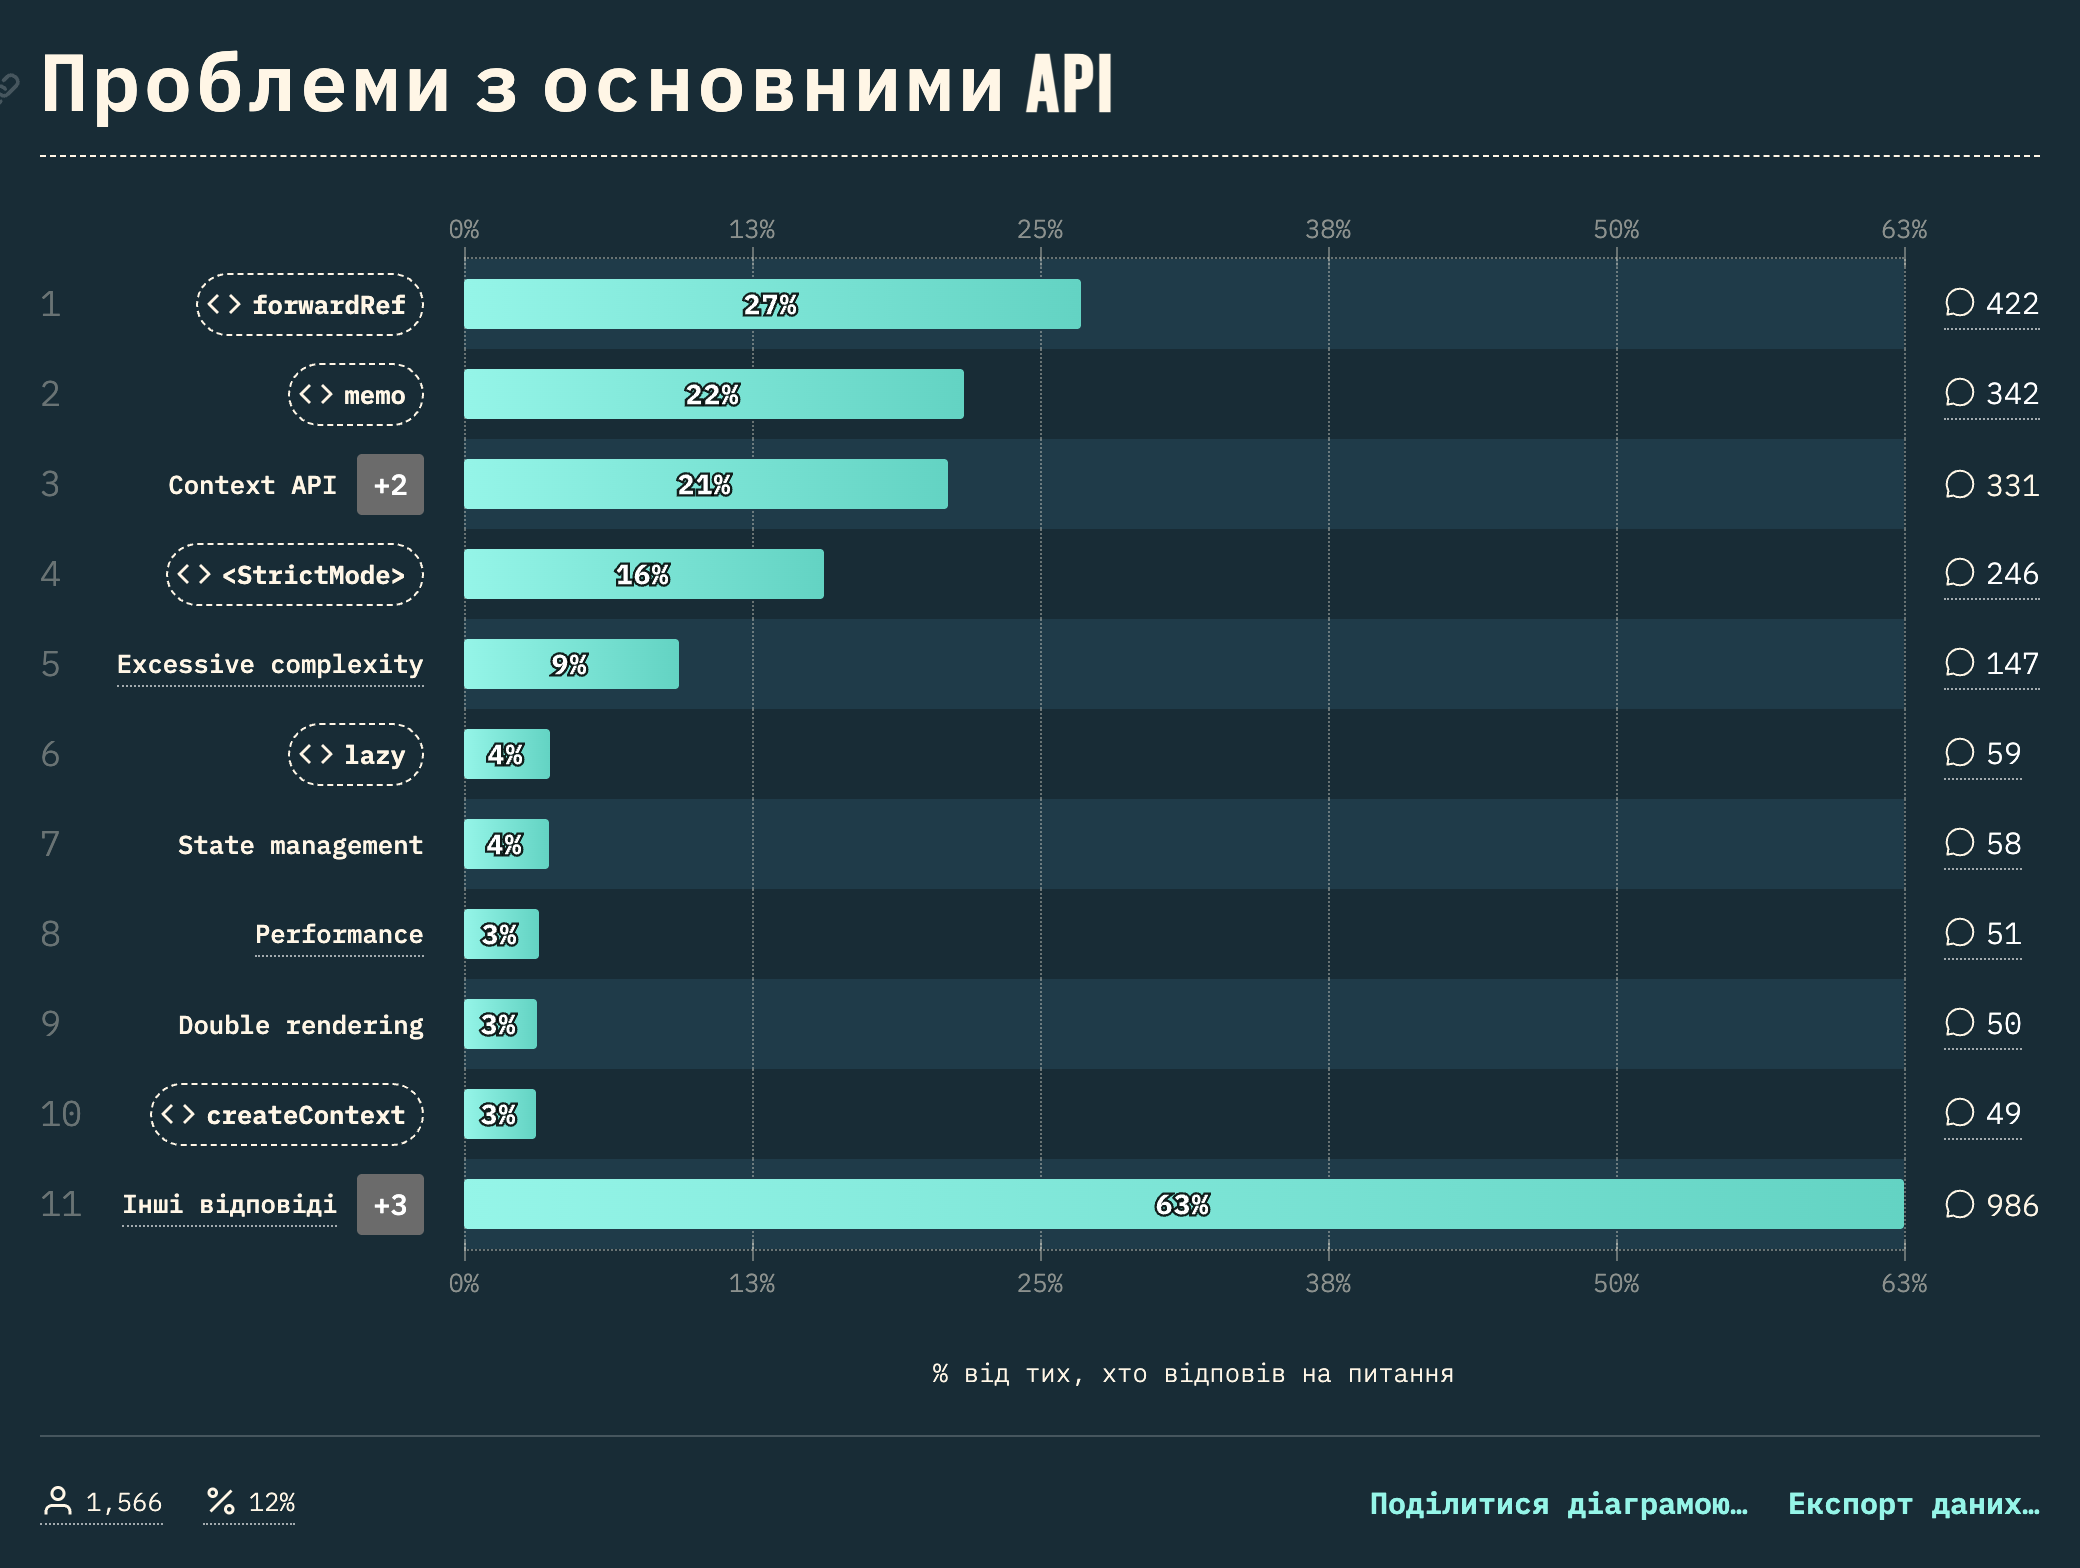 Проблеми з основними API
0% 13% 25% 38% 50% 63%
1 <> forwardRef 27% 422
2 <> memo 22% 342
3 Context API +2 21% 331
4 <> <StrictMode> 16% 246
5 Excessive complexity 9% 147
6 <> lazy 4% 59
7 State management 4% 58
8 Performance 3% 51
9 Double rendering 3% 50
10 <> createContext 3% 49
11 Інші відповіді +3 63% 986
0% 13% 25% 38% 50% 63%
% від тих, хто відповів на питання
1,566 % 12% Поділитися діаграмою… Експорт даних…